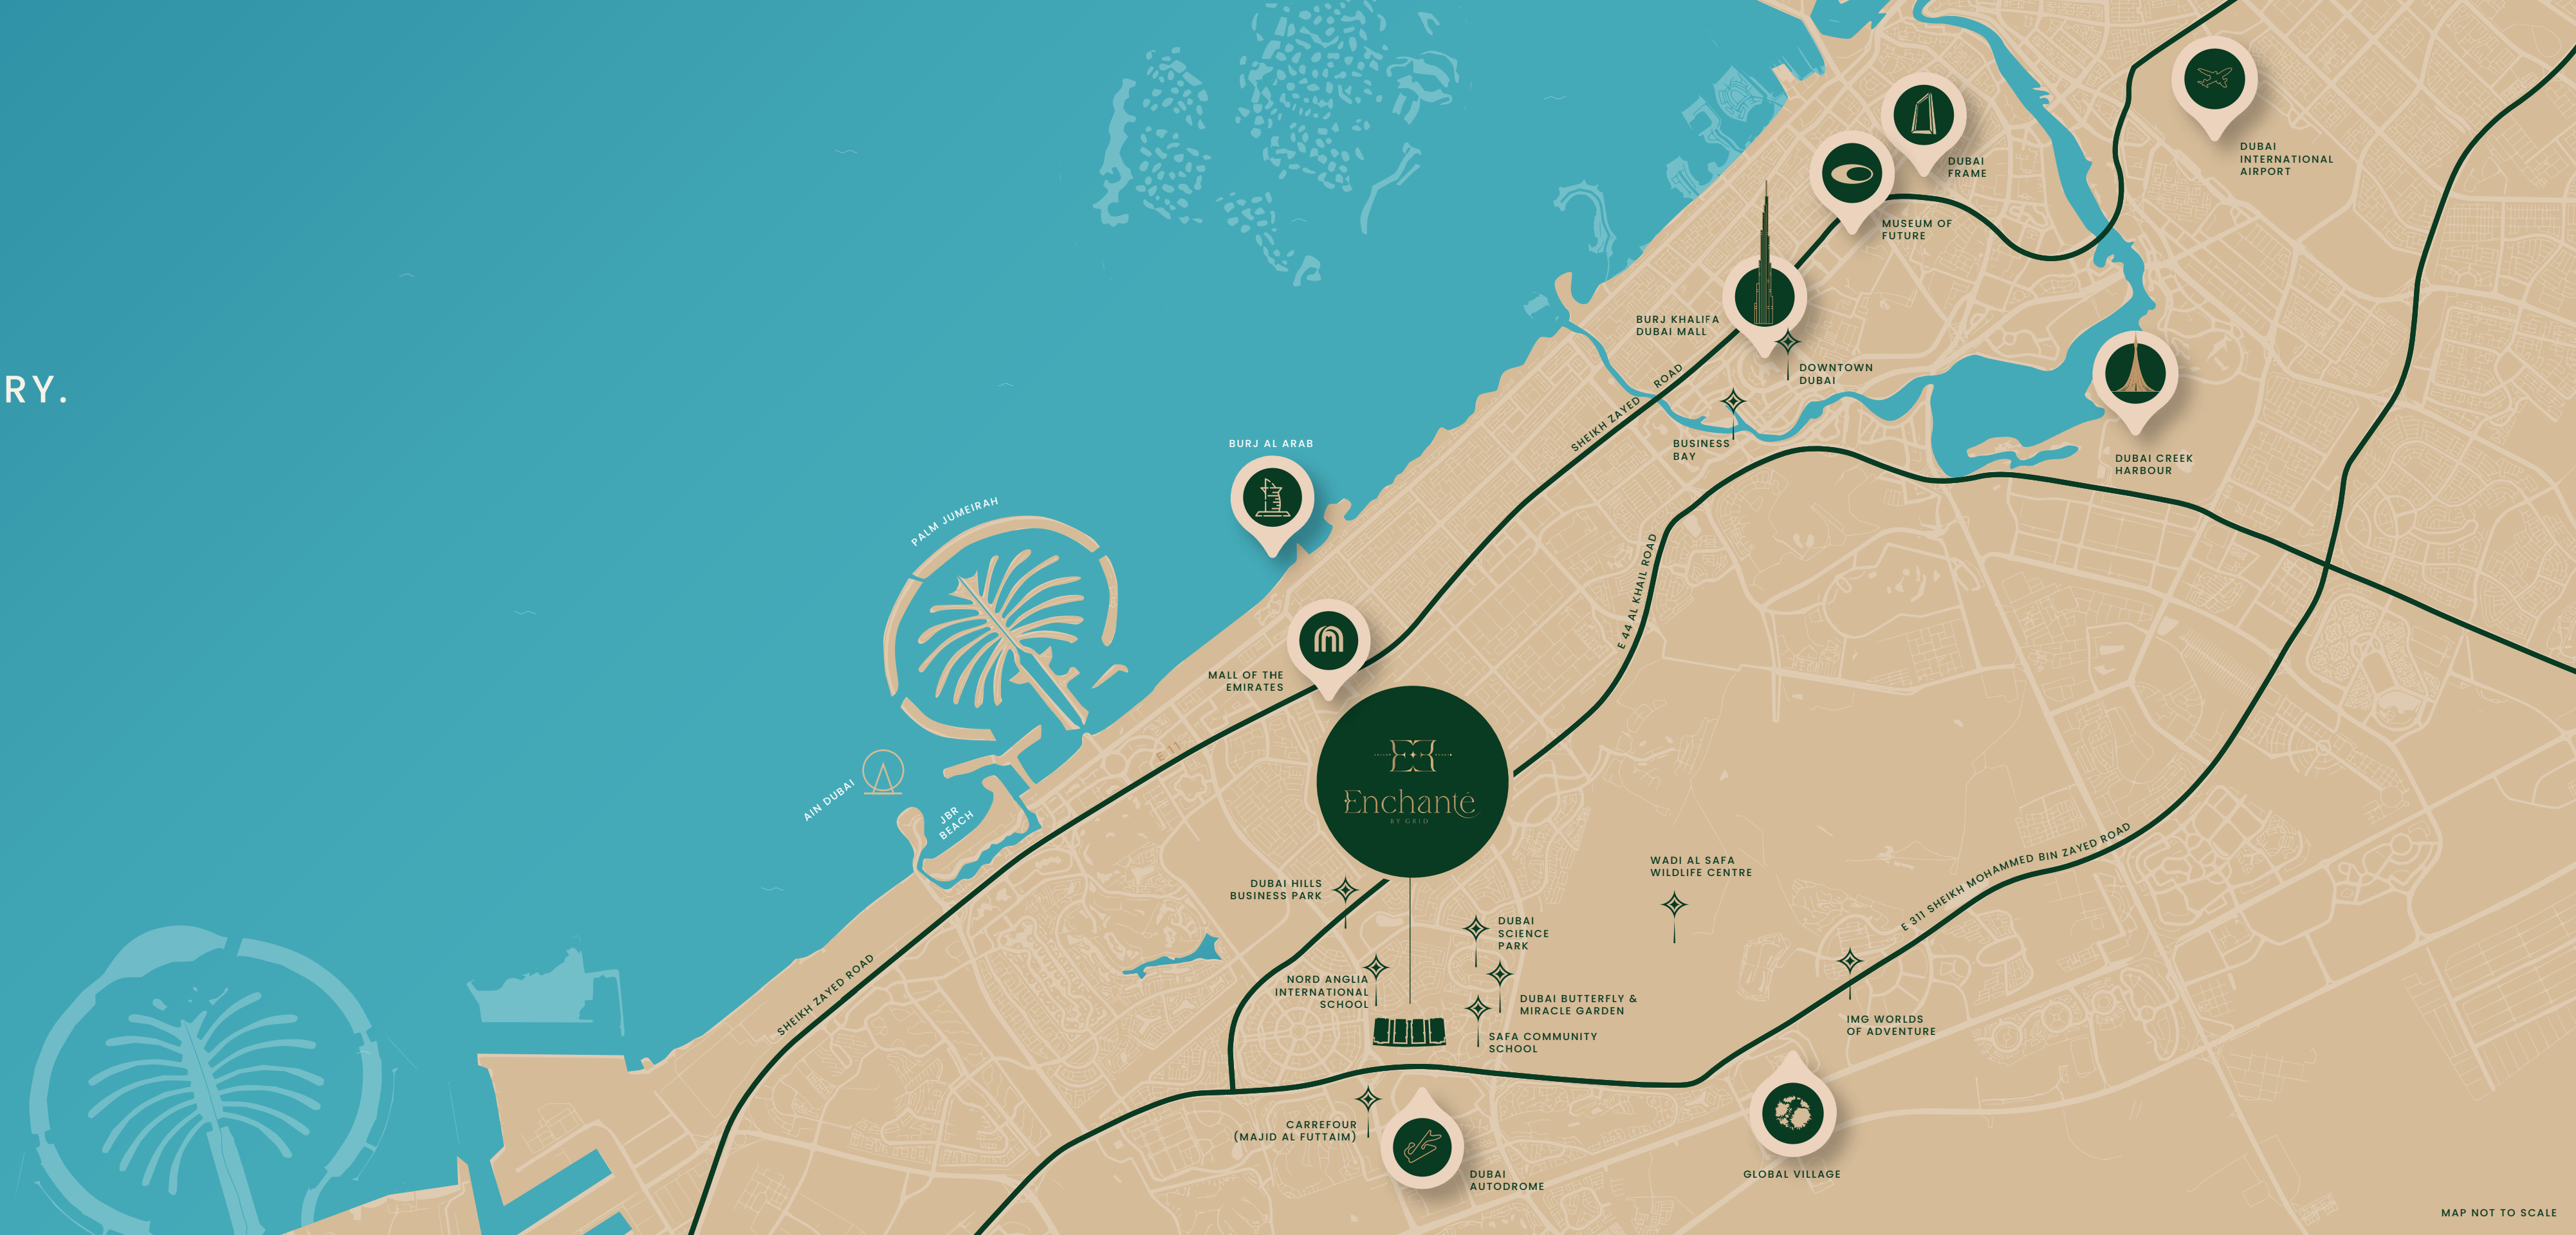 RY.
DUBAI
INTERNATIONAL
AIRPORT
DUBAI
FRAME
MUSEUM OF
FUTURE
BURJ KHALIFA
DUBAI MALL
DOWNTOWN
DUBAI
SHEIKH ZAYED ROAD
BUSINESS
BAY
DUBAI CREEK
HARBOUR
BURJ AL ARAB
PALM JUMEIRAH
E 44 AL KHAIL ROAD
MALL OF THE
EMIRATES
E 11
AIN DUBAI
JBR
BEACH
Enchanté
BY GRID
E 311 SHEIKH MOHAMMED BIN ZAYED ROAD
WADI AL SAFA
WILDLIFE CENTRE
DUBAI HILLS
BUSINESS PARK
DUBAI
SCIENCE
PARK
SHEIKH ZAYED ROAD
NORD ANGLIA
INTERNATIONAL
SCHOOL
DUBAI BUTTERFLY &
MIRACLE GARDEN
SAFA COMMUNITY
SCHOOL
IMG WORLDS
OF ADVENTURE
CARREFOUR
(MAJID AL FUTTAIM)
DUBAI
AUTODROME
GLOBAL VILLAGE
MAP NOT TO SCALE